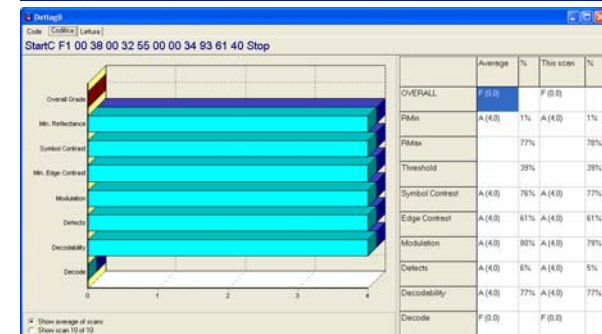 Dettagli
Code Codifica Letture
StartC F1 00 38 00 32 55 00 00 34 93 61 40 Stop
Overall Grade
Min. Reflectance
Symbol Contrast
Min. Edge Contrast
Modulation
Defects
Decodability
Decode
0 1 2 3 4
Show average of scans
Show scan 10 of 10
Average % This scan %
OVERALL F (0.0) F (0.0)
RMin A (4.0) 1% A (4.0) 1%
RMax 77% 78%
Threshold 39% 39%
Symbol Contrast A (4.0) 76% A (4.0) 77%
Edge Contrast A (4.0) 61% A (4.0) 61%
Modulation A (4.0) 80% A (4.0) 79%
Defects A (4.0) 6% A (4.0) 5%
Decodability A (4.0) 77% A (4.0) 77%
Decode F (0.0) F (0.0)